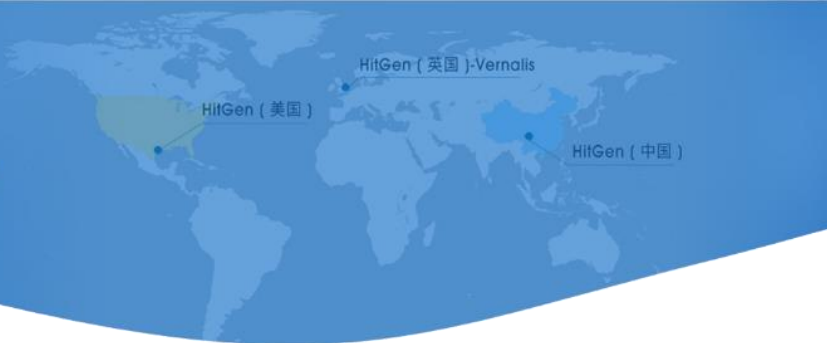 HitGen ( 英国 )-Vernalis
HitGen ( 美国 )
HitGen ( 中国 )